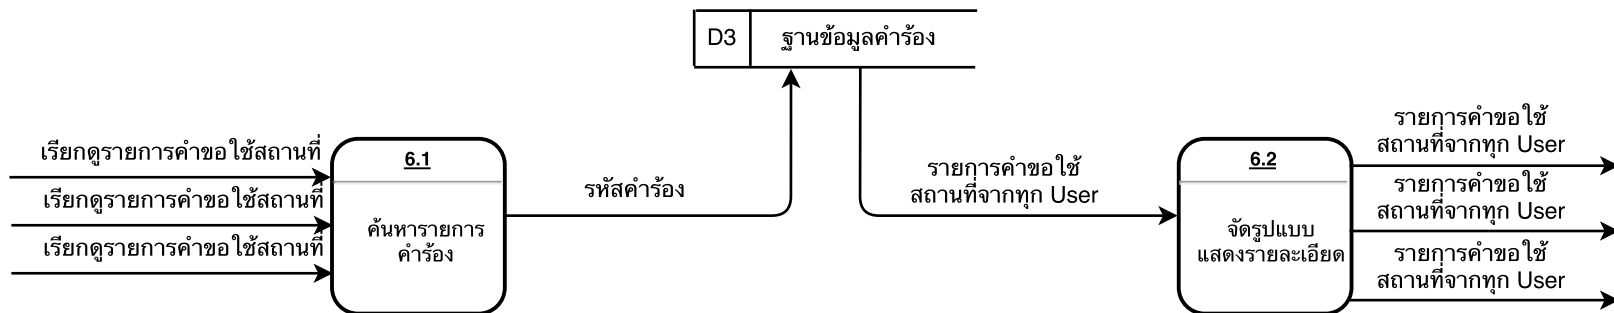 D3
ฐานข้อมูลคำร้อง
เรียกดูรายการคำขอใช้สถานที่
เรียกดูรายการคำขอใช้สถานที่
เรียกดูรายการคำขอใช้สถานที่
6.1
ค้นหารายการ
คำร้อง
รหัสคำร้อง
รายการคำขอใช้
สถานที่จากทุก User
6.2
จัดรูปแบบ
แสดงรายละเอียด
รายการคำขอใช้
สถานที่จากทุก User
รายการคำขอใช้
สถานที่จากทุก User
รายการคำขอใช้
สถานที่จากทุก User